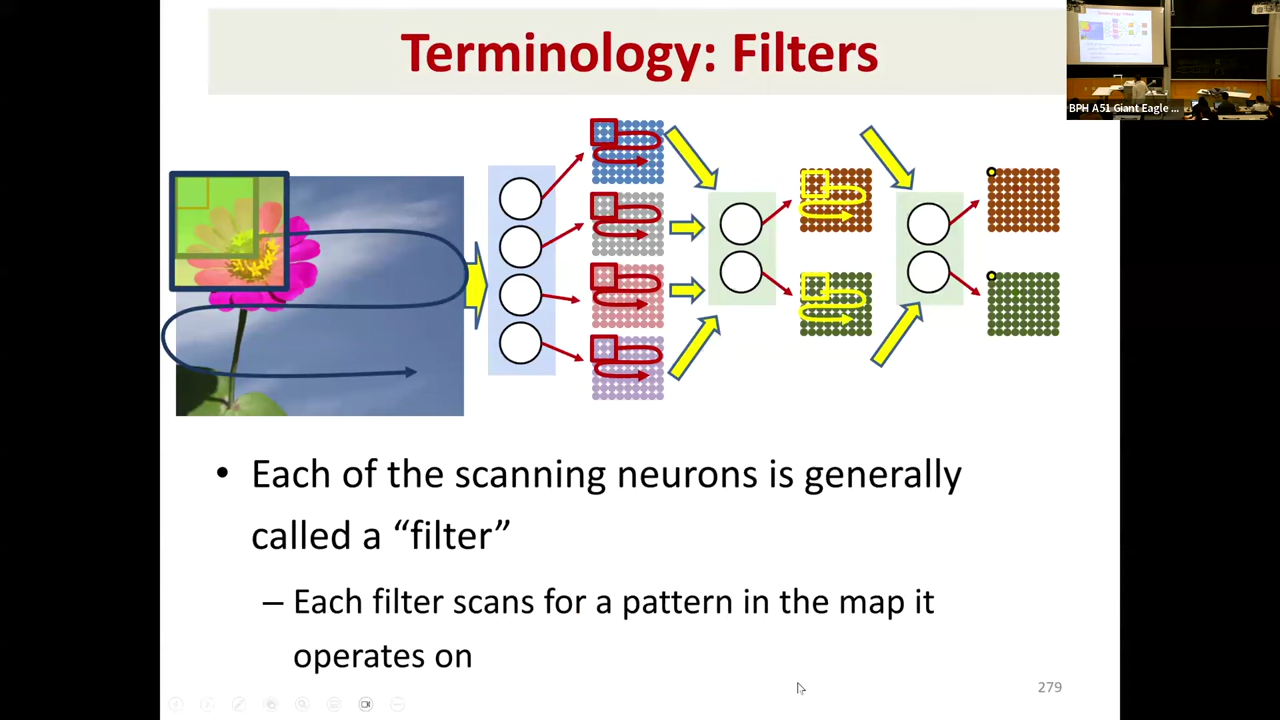 Terminology: Filters
BPH A51 Giant Eagle ...
• Each of the scanning neurons is generally
called a “filter”
– Each filter scans for a pattern in the map it
operates on
279